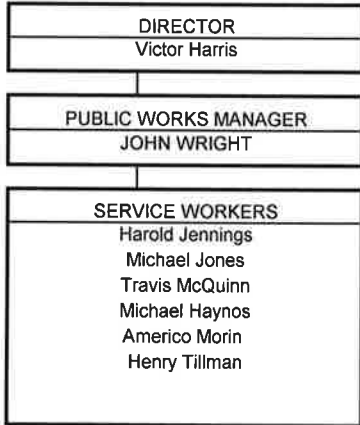 DIRECTOR
Victor Harris
PUBLIC WORKS MANAGER
JOHN WRIGHT
SERVICE WORKERS
Harold Jennings
Michael Jones
Travis McQuinn
Michael Haynos
Americo Morin
Henry Tillman